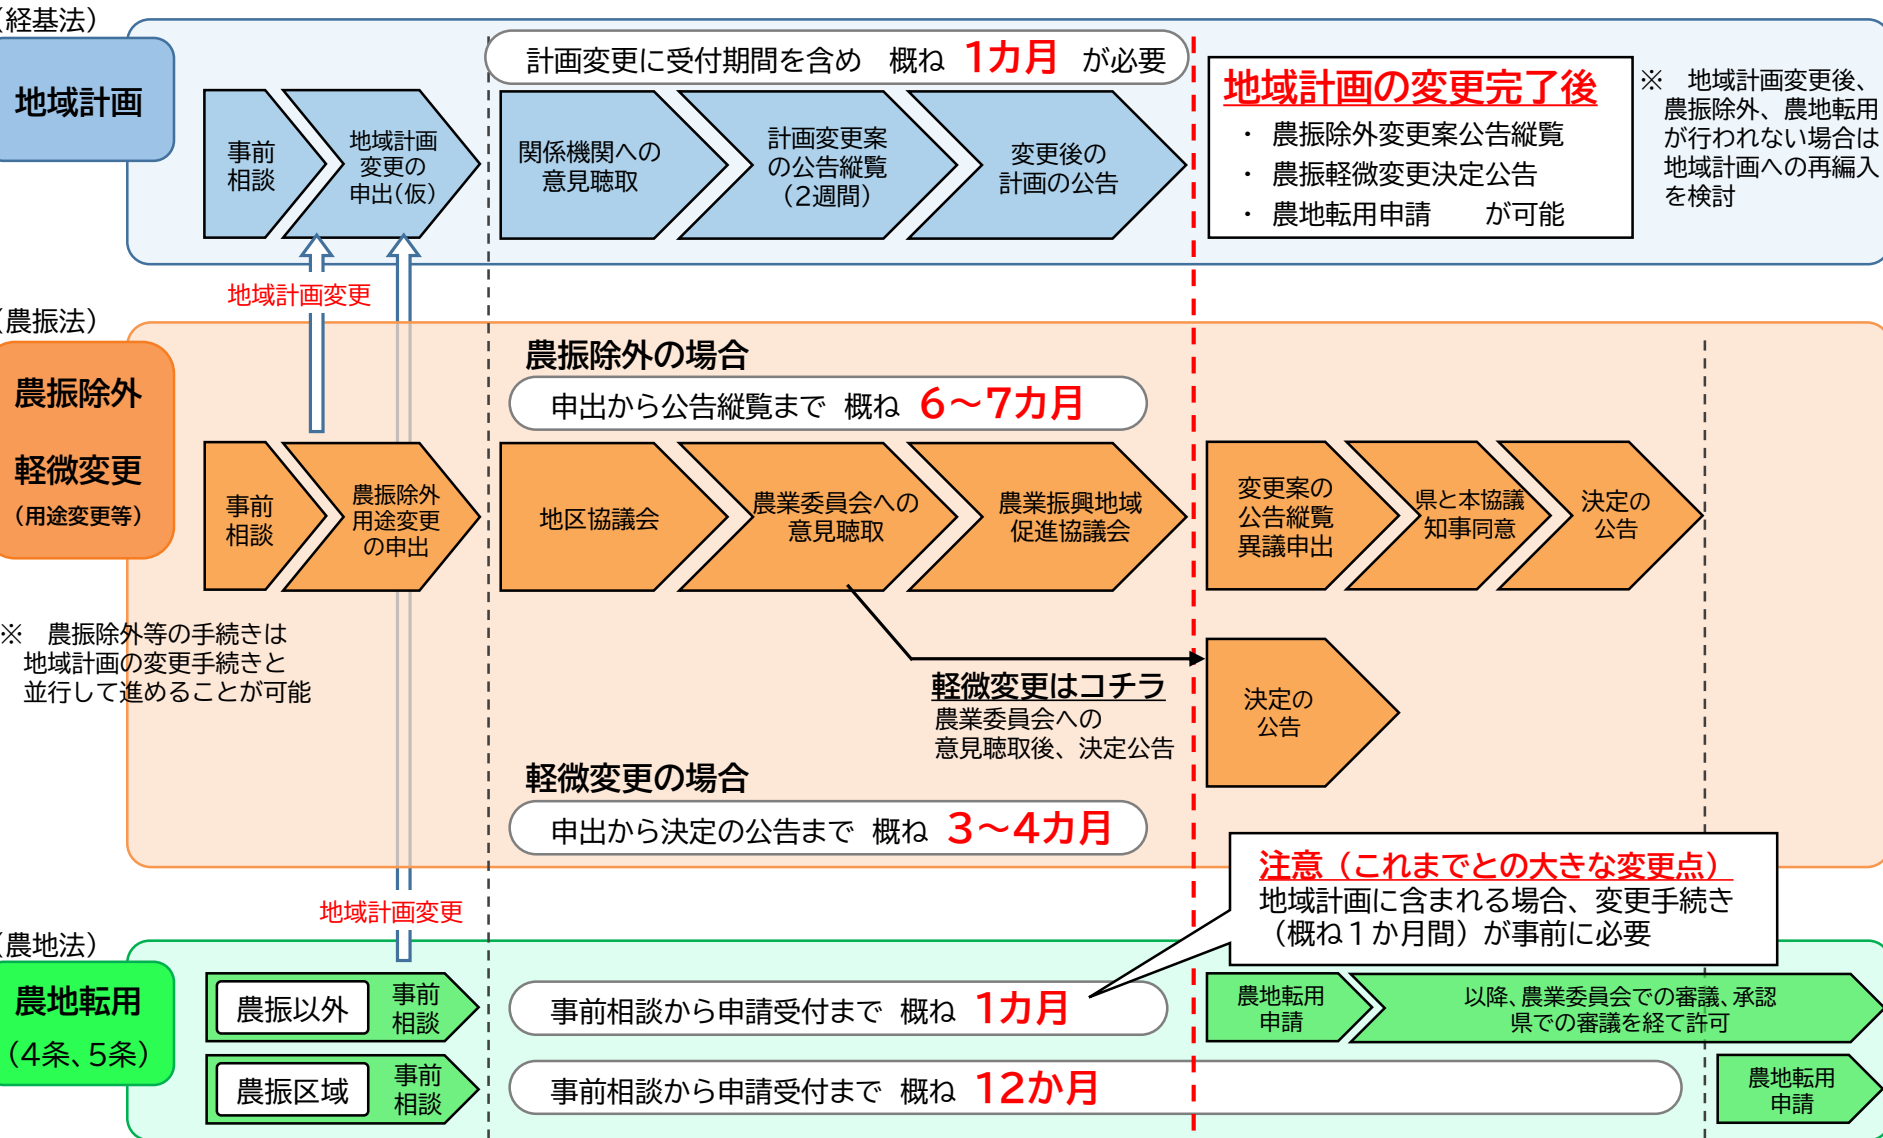 (経基法)
地域計画
計画変更に受付期間を含め 概ね 1カ月 が必要
事前
相談
地域計画
変更の
申出(仮)
関係機関への
意見聴取
計画変更案
の公告縦覧
(2週間)
変更後の
計画の公告
地域計画の変更完了後
・ 農振除外変更案公告縦覧
・ 農振軽微変更決定公告
・ 農地転用申請 が可能
※ 地域計画変更後、
農振除外、農地転用
が行われない場合は
地域計画への再編入
を検討
地域計画変更
(農振法)
農振除外
軽微変更
(用途変更等)
農振除外の場合
申出から公告縦覧まで 概ね 6～7カ月
事前
相談
農振除外
用途変更
の申出
地区協議会
農業委員会への
意見聴取
農業振興地域
促進協議会
変更案の
公告縦覧
異議申出
県と本協議
知事同意
決定の
公告
※ 農振除外等の手続きは
地域計画の変更手続きと
並行して進めることが可能
軽微変更はコチラ
農業委員会への
意見聴取後、決定公告
決定の
公告
軽微変更の場合
申出から決定の公告まで 概ね 3～4カ月
注意（これまでとの大きな変更点）
地域計画に含まれる場合、変更手続き
（概ね１か月間）が事前に必要
地域計画変更
(農地法)
農地転用
(4条、5条)
農振以外
事前
相談
事前相談から申請受付まで 概ね 1カ月
農地転用
申請
以降、農業委員会での審議、承認
県での審議を経て許可
農振区域
事前
相談
事前相談から申請受付まで 概ね 12か月
農地転用
申請